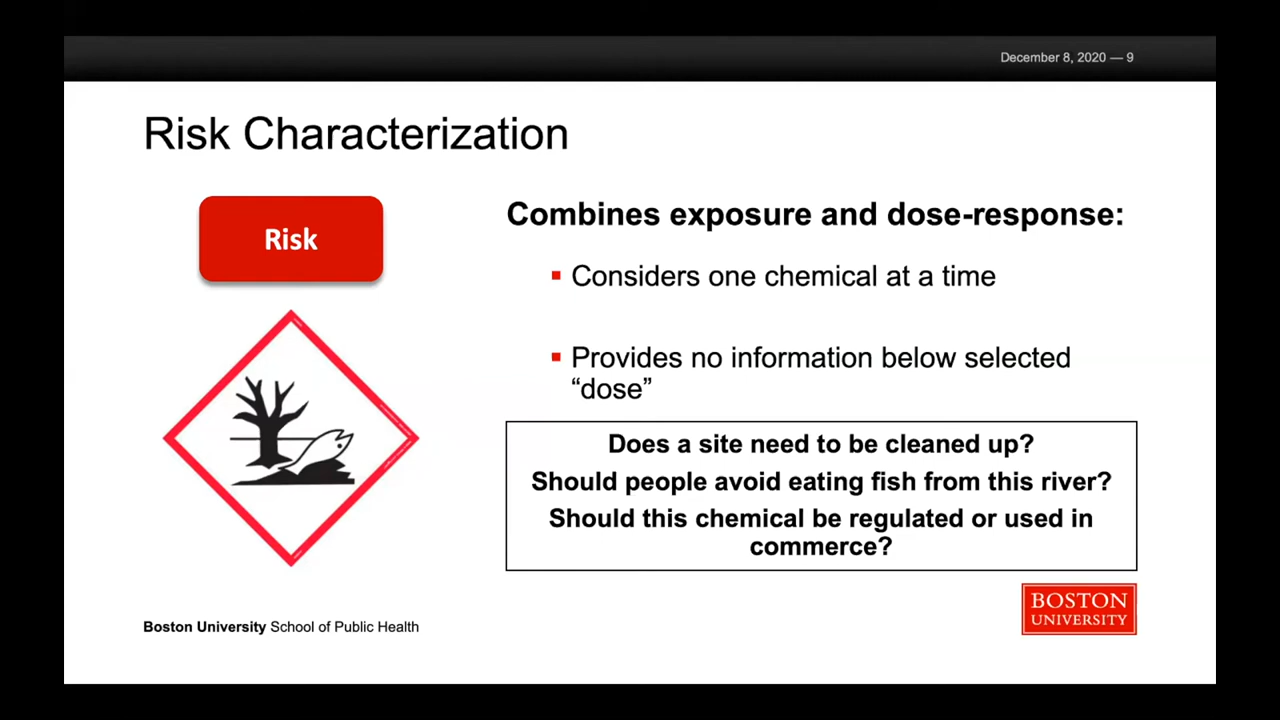 December 8, 2020 — 9
Risk Characterization
Risk
Combines exposure and dose-response:
▪ Considers one chemical at a time
▪ Provides no information below selected
“dose”
Does a site need to be cleaned up?
Should people avoid eating fish from this river?
Should this chemical be regulated or used in
commerce?
Boston University School of Public Health
BOSTON
UNIVERSITY